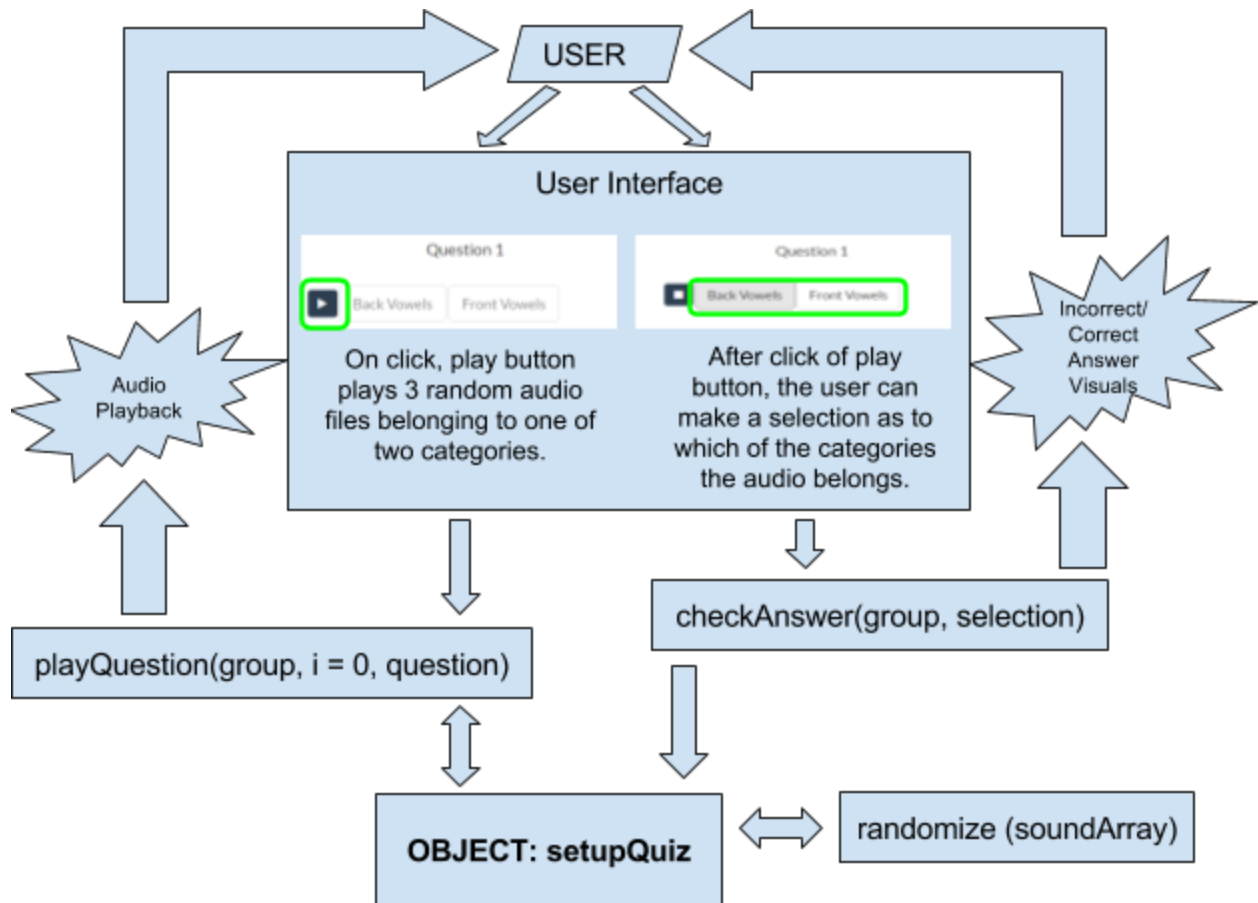 USER
User Interface
Question 1
Back Vowels Front Vowels
On click, play button
plays 3 random audio
files belonging to one of
two categories.
Question 1
Back Vowels Front Vowels
After click of play
button, the user can
make a selection as to
which of the categories
the audio belongs.
Audio
Playback
Incorrect/
Correct
Answer
Visuals
playQuestion(group, i = 0, question)
checkAnswer(group, selection)
OBJECT: setupQuiz
randomize (soundArray)